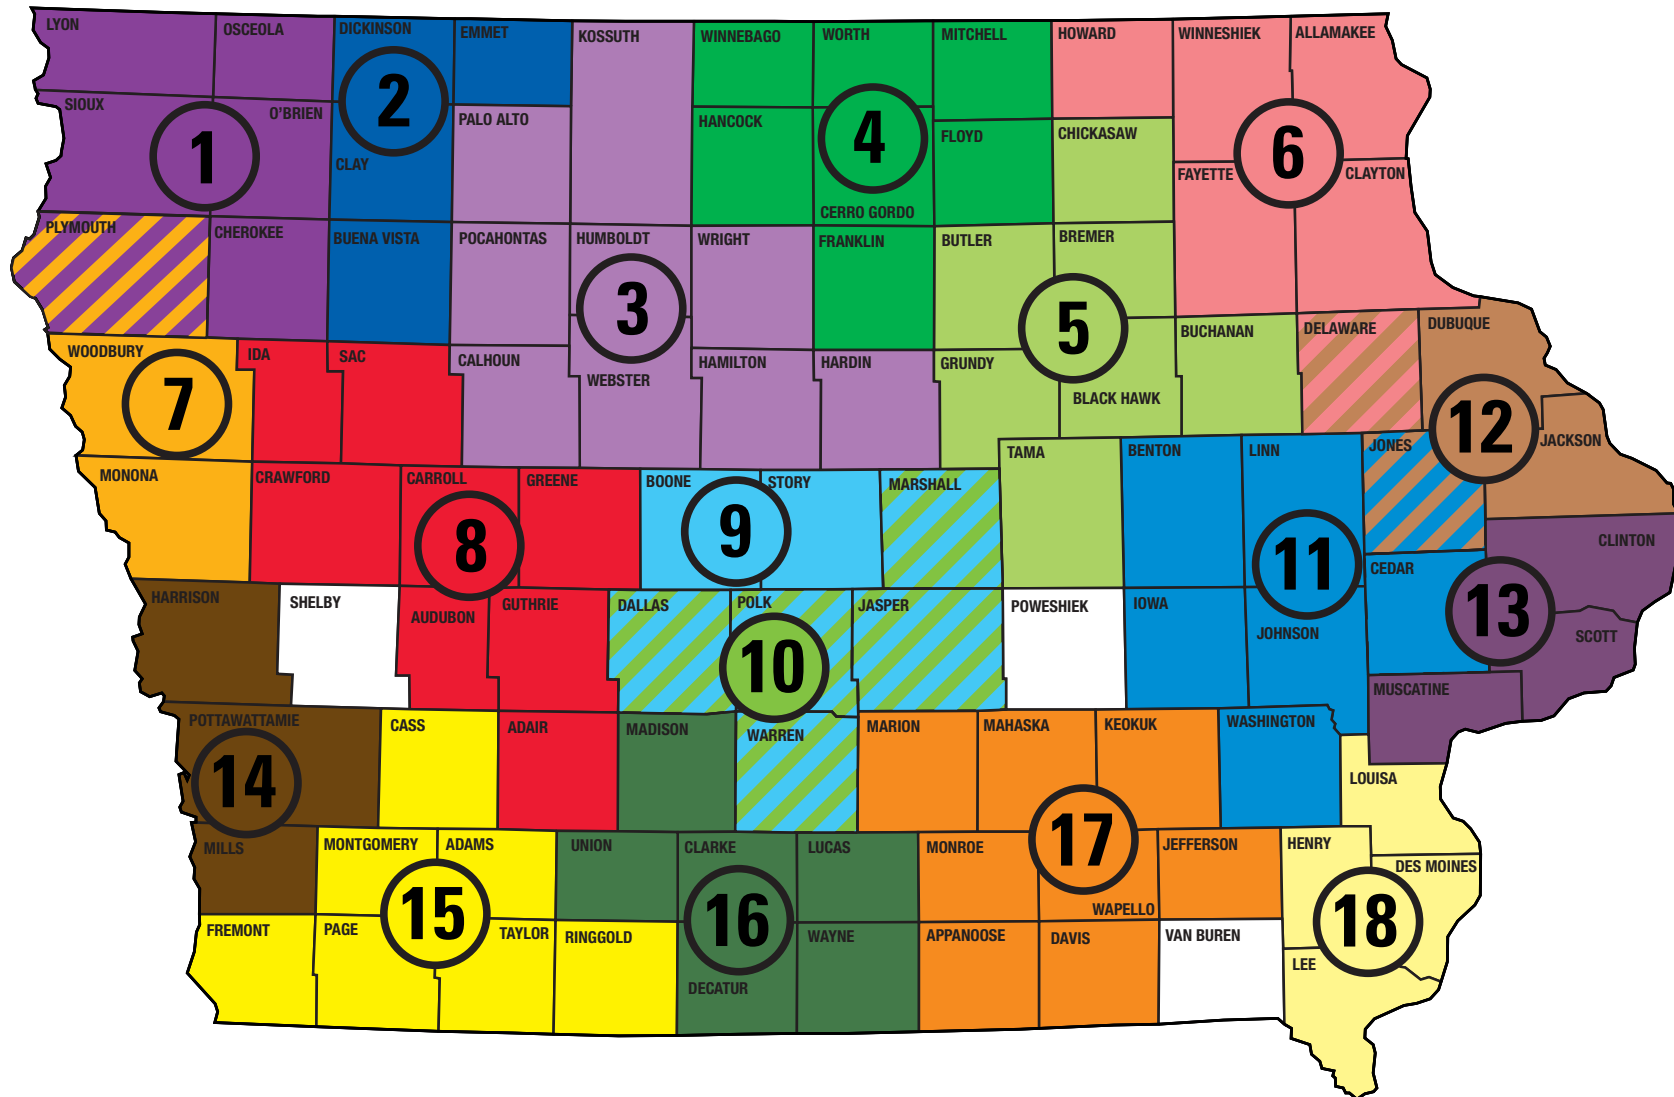 LYON
OSCEOLA
DICKINSON
EMMET
KOSSUTH
WINNEBAGO
WORTH
MITCHELL
HOWARD
WINNESHIEK
ALLAMAKEE
SIOUX
O'BRIEN
1
2
CLAY
PALO ALTO
HANCOCK
4
CERRO GORDO
FLOYD
CHICKASAW
6
FAYETTE
CLAYTON
PLYMOUTH
CHEROKEE
BUENA VISTA
POCAHONTAS
HUMBOLDT
WRIGHT
FRANKLIN
BUTLER
BREMER
3
5
BUCHANAN
DELAWARE
DUBUQUE
WOODBURY
7
IDA
SAC
CALHOUN
WEBSTER
HAMILTON
HARDIN
GRUNDY
BLACK HAWK
12
JACKSON
MONONA
CRAWFORD
CARROLL
GREENE
BOONE
STORY
MARSHALL
TAMA
BENTON
LINN
JONES
8
9
11
CEDAR
CLINTON
13
SCOTT
HARRISON
SHELBY
AUDUBON
GUTHRIE
DALLAS
POLK
JASPER
POWESHIEK
IOWA
JOHNSON
10
MUSCATINE
POTTAWATTAMIE
14
CASS
ADAIR
MADISON
WARREN
MARION
MAHASKA
KEOKUK
WASHINGTON
LOUISA
MILLS
MONTGOMERY
ADAMS
UNION
CLARKE
LUCAS
MONROE
17
WAPELLO
JEFFERSON
HENRY
DES MOINES
15
16
18
FREMONT
PAGE
TAYLOR
RINGGOLD
DECATUR
WAYNE
APPANOOSE
DAVIS
VAN BUREN
LEE